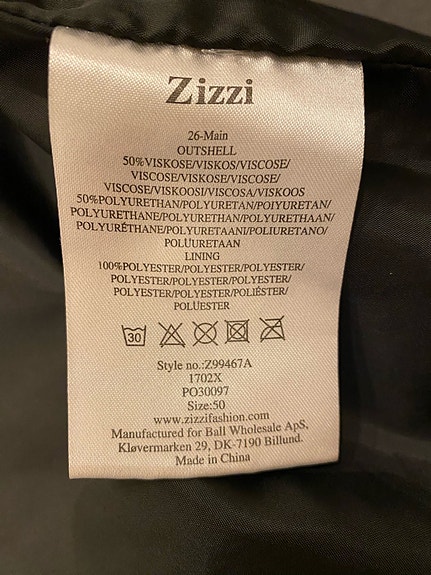 Zizzi
26-Main
OUTSHELL
50%VISKOSE/VISKOS/VISCOSE/
VISCOSE/VISKOSE/VISCOSE/
VISCOSE/VISKOOSI/VISCOSA/VISKOOS
50%POLYURETHAN/POLYURETAN/POIYURETAN/
POLYURETHANE/POLYURETHAN/POLYURETHAAN/
POLYURÉTHANE/POLYURETAANI/POLIURETANO/
POLUURETAAN
LINING
100%POLYESTER/POLYESTER/POLYESTER/
POLYESTER/POLYESTER/POLYESTER/
POLYESTER/POLYESTER/POLIÉSTER/
POLUESTER
30
Style no.:Z99467A
1702X
PO30097
Size:50
www.zizzifashion.com
Manufactured for Ball Wholesale ApS.
Kløvermarken 29, DK-7190 Billund.
Made in China